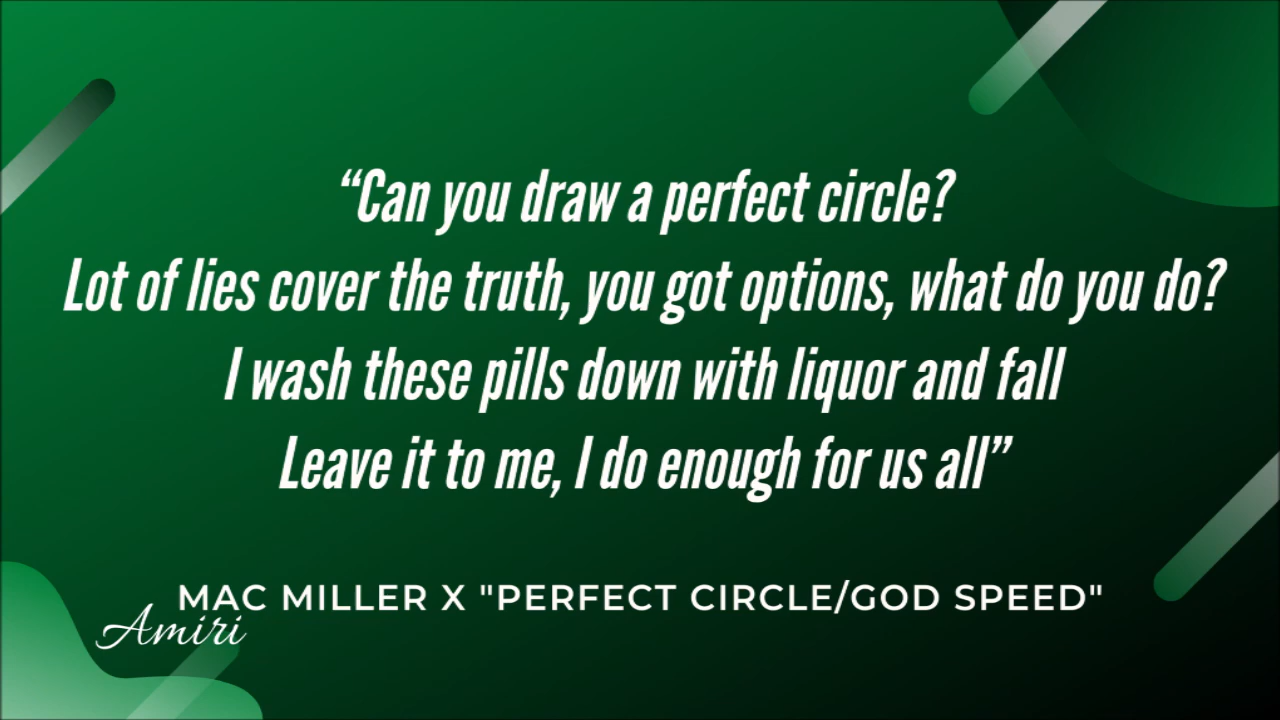 “Can you draw a perfect circle?
Lot of lies cover the truth, you got options, what do you do?
I wash these pills down with liquor and fall
Leave it to me, I do enough for us all”
MAC MILLER X "PERFECT CIRCLE/GOD SPEED"
Amiri